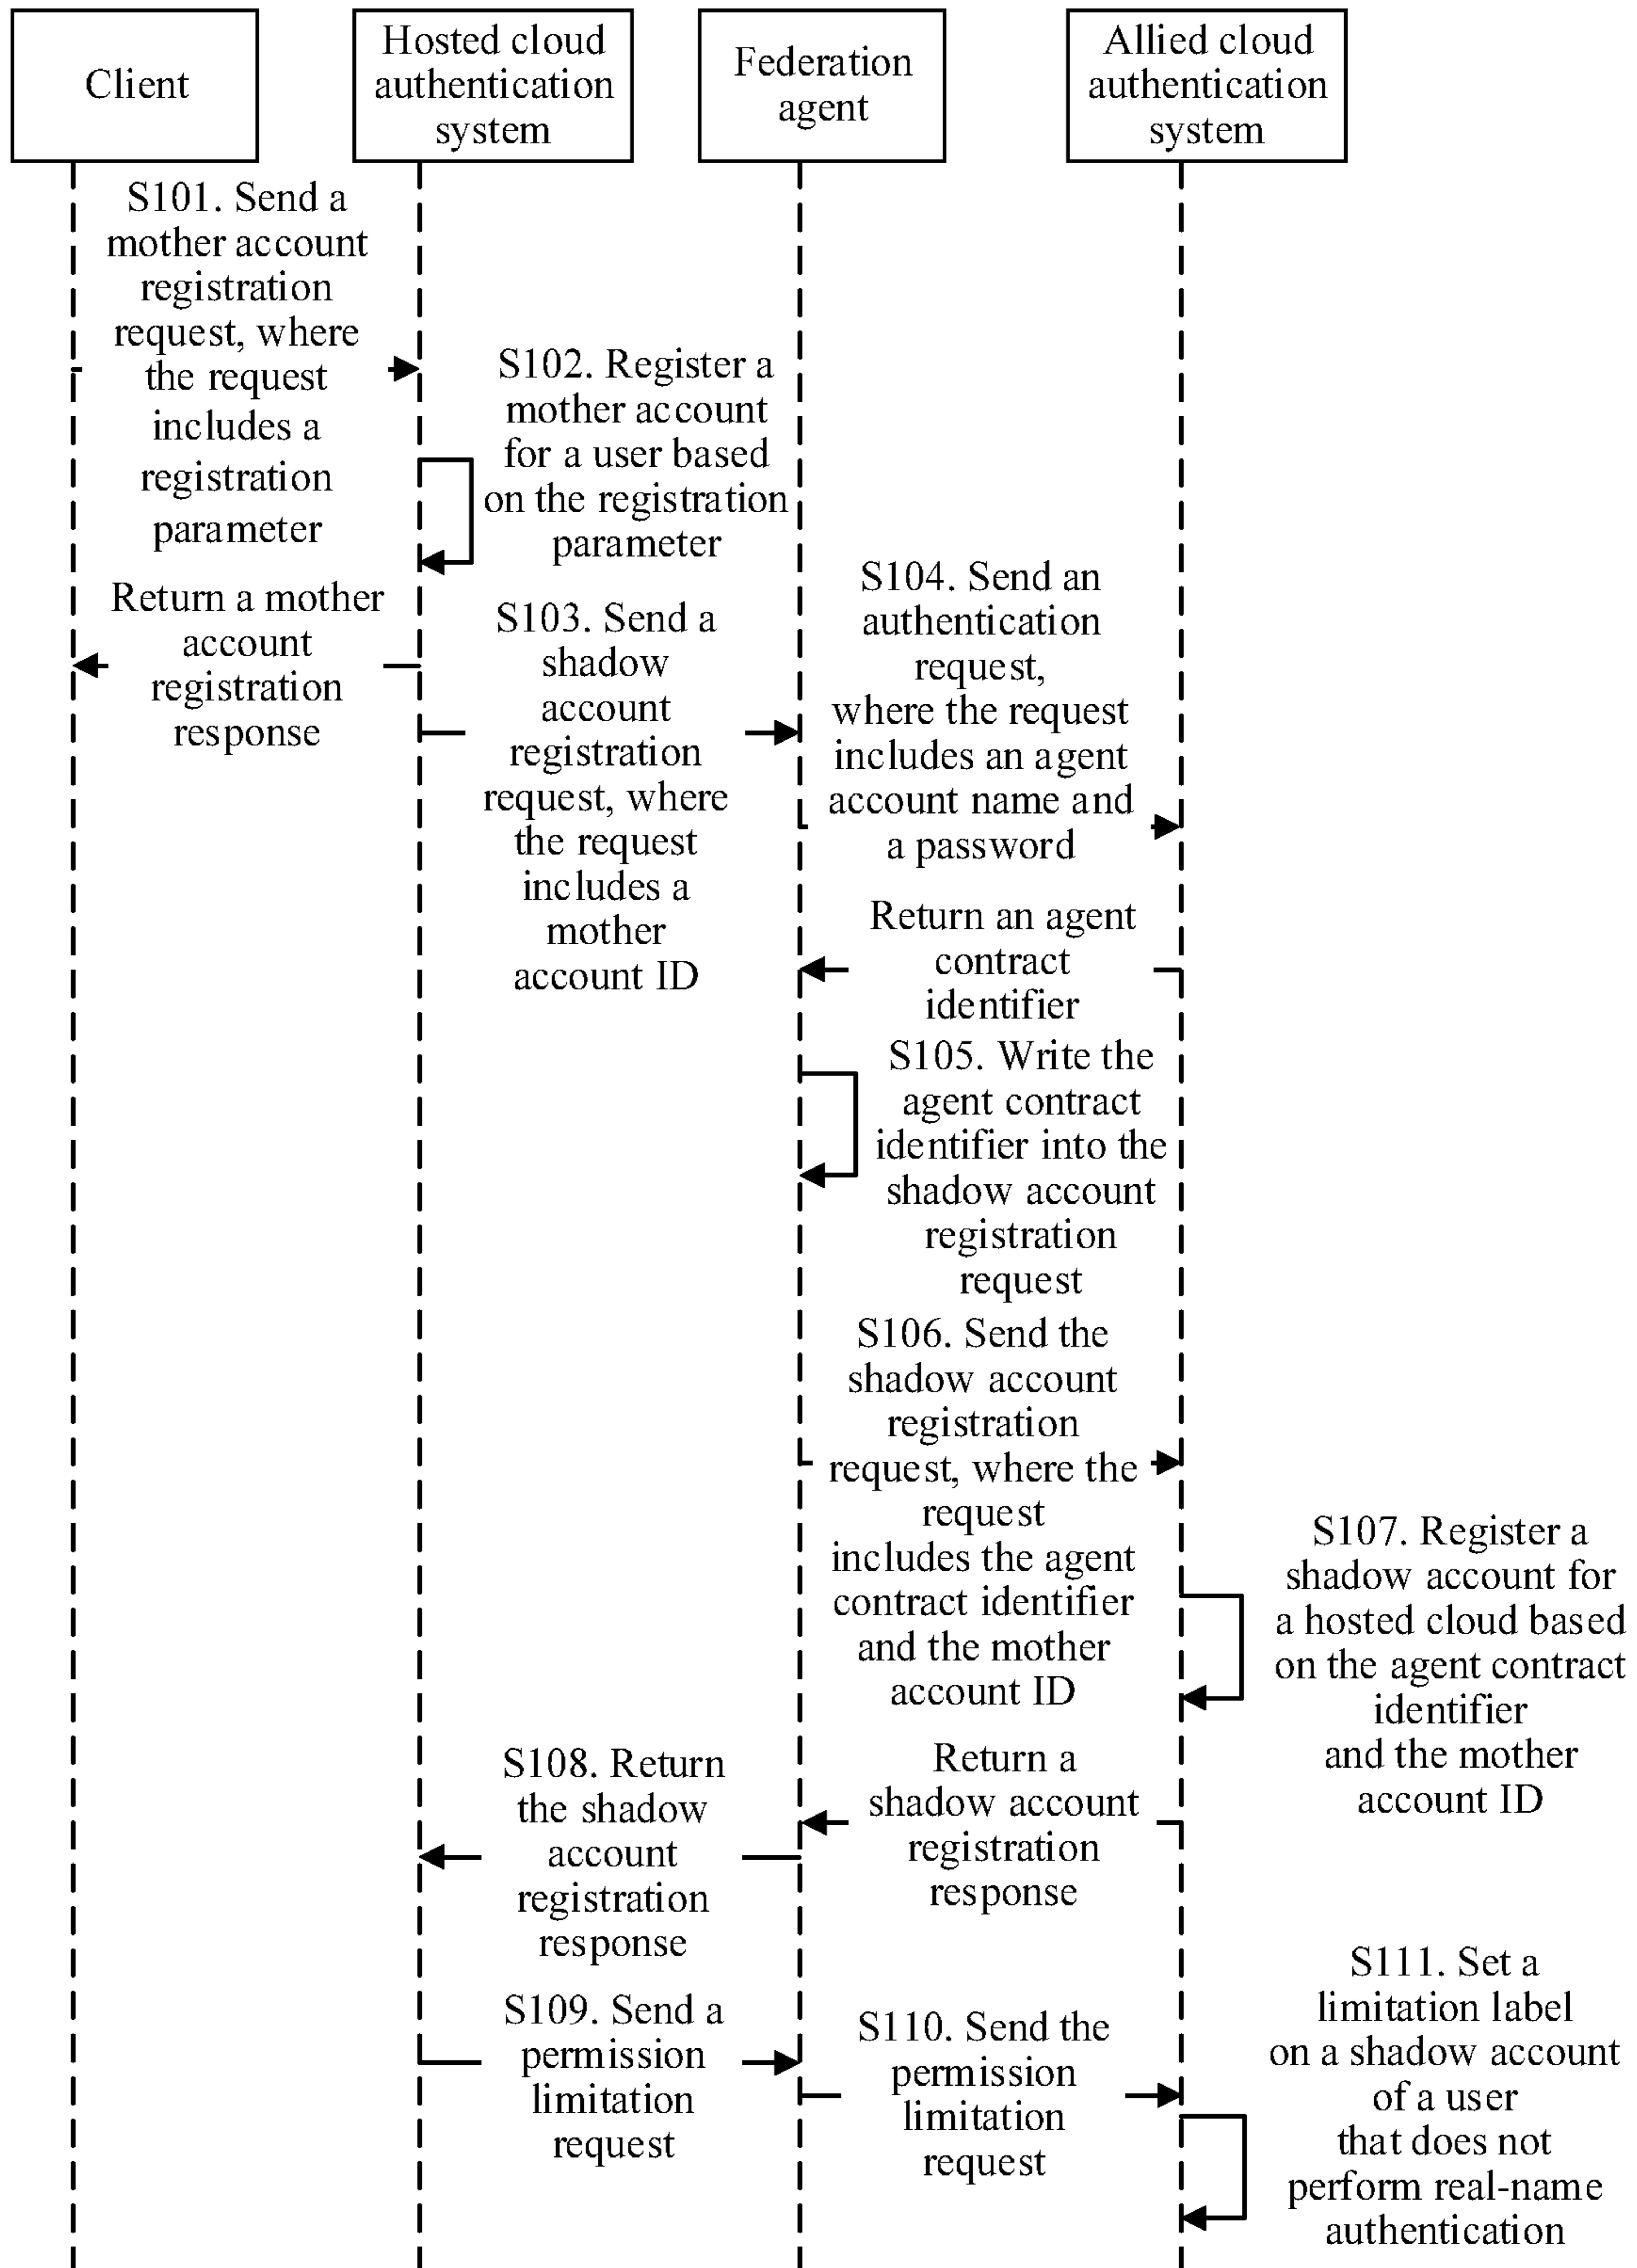 Client
Hosted cloud
authentication
system
Federation
agent
Allied cloud
authentication
system
S101. Send a
mother account
registration
request, where
the request
includes a
registration
parameter
S102. Register a
mother account
for a user based
on the registration
parameter
Return a mother
account
registration
response
S103. Send a
shadow
account
registration
request, where
the request
includes a
mother
account ID
S104. Send an
authentication
request,
where the request
includes an agent
account name and
a password
Return an agent
contract
identifier
S105. Write the
agent contract
identifier into the
shadow account
registration
request
S106. Send the
shadow account
registration
request, where the
request
includes the agent
contract identifier
and the mother
account ID
S107. Register a
shadow account for
a hosted cloud based
on the agent contract
identifier
and the mother
account ID
Return a
shadow account
registration
response
S108. Return
the shadow
account
registration
response
S109. Send a
permission
limitation
request
S110. Send the
permission
limitation
request
S111. Set a
limitation label
on a shadow account
of a user
that does not
perform real-name
authentication